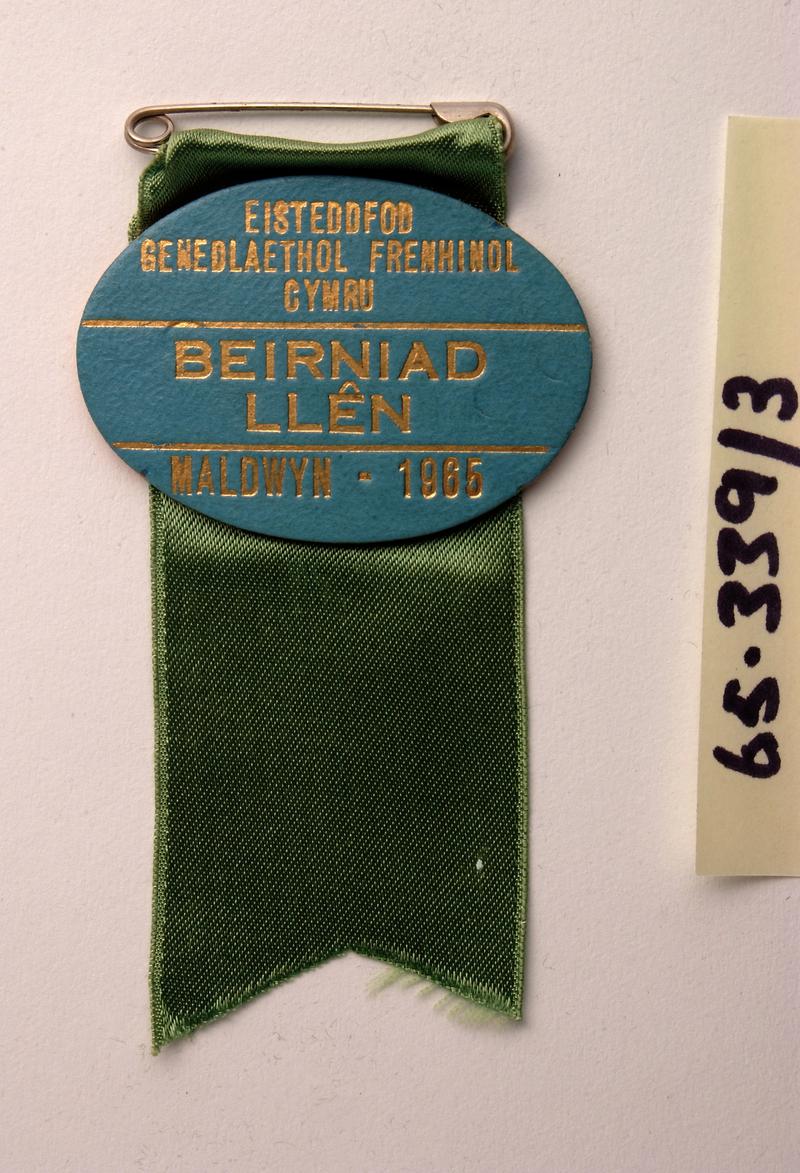 EISTEDDFOD
GENEDLAETHOL FRENHINOL
CYMRU
BEIRNIAD
LLÊN
MALDWYN - 1965
65.339/3